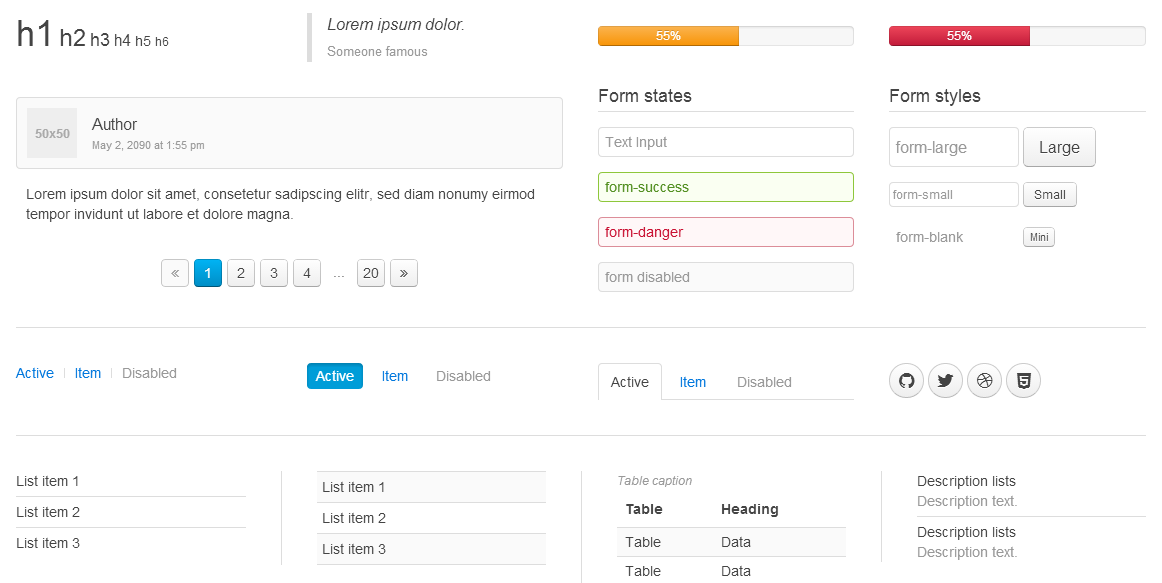 h1 h2 h3 h4 h5 h6
Lorem ipsum dolor.
Someone famous
55%
55%
50x50
Author
May 2, 2090 at 1:55 pm
Lorem ipsum dolor sit amet, consetetur sadipscing elitr, sed diam nonumy eirmod
tempor invidunt ut labore et dolore magna.
« 1 2 3 4 ... 20 »
Form states
Text Input
form-success
form-danger
form disabled
Form styles
form-large Large
form-small Small
form-blank Mini
Active Item Disabled
Active Item Disabled
Active Item Disabled
List item 1
List item 2
List item 3
List item 1
List item 2
List item 3
Table caption
Table Heading
Table Data
Table Data
Description lists
Description text.
Description lists
Description text.